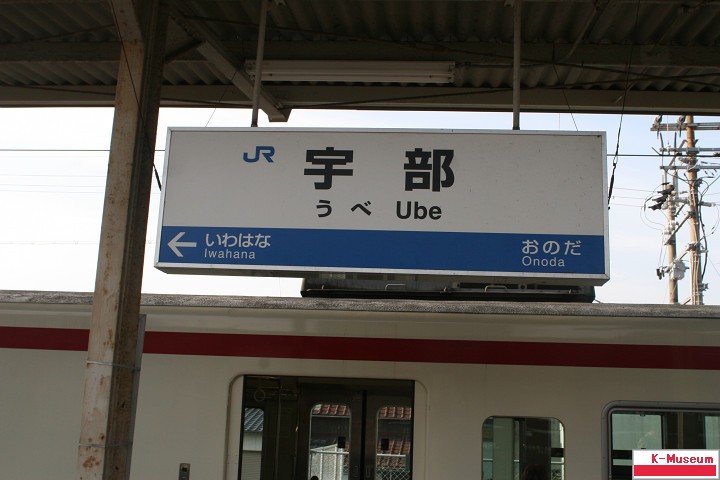 JR 宇部
うべ Ube
← いわはな おのだ
Iwahana Onoda
K-Museum